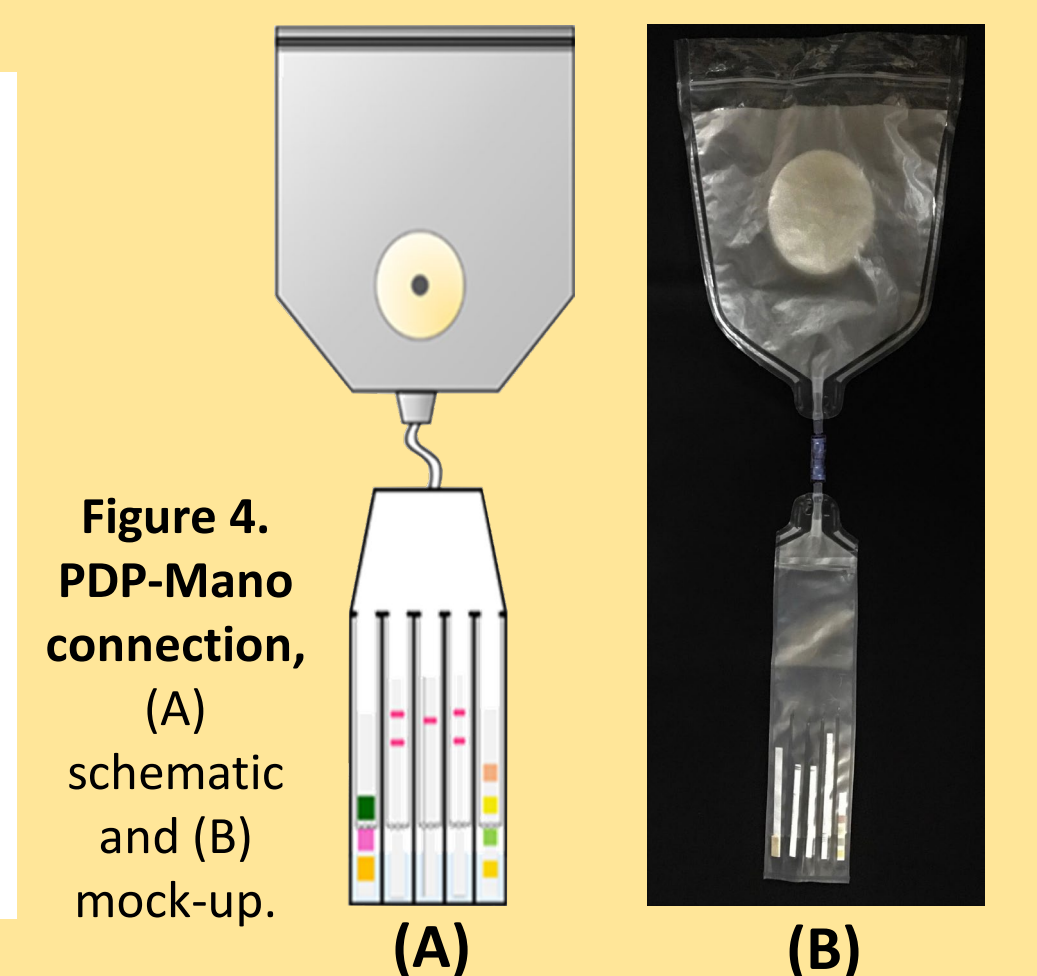 Figure 4.
PDP-Mano
connection,
(A)
schematic
and (B)
mock-up.
(A)
(B)